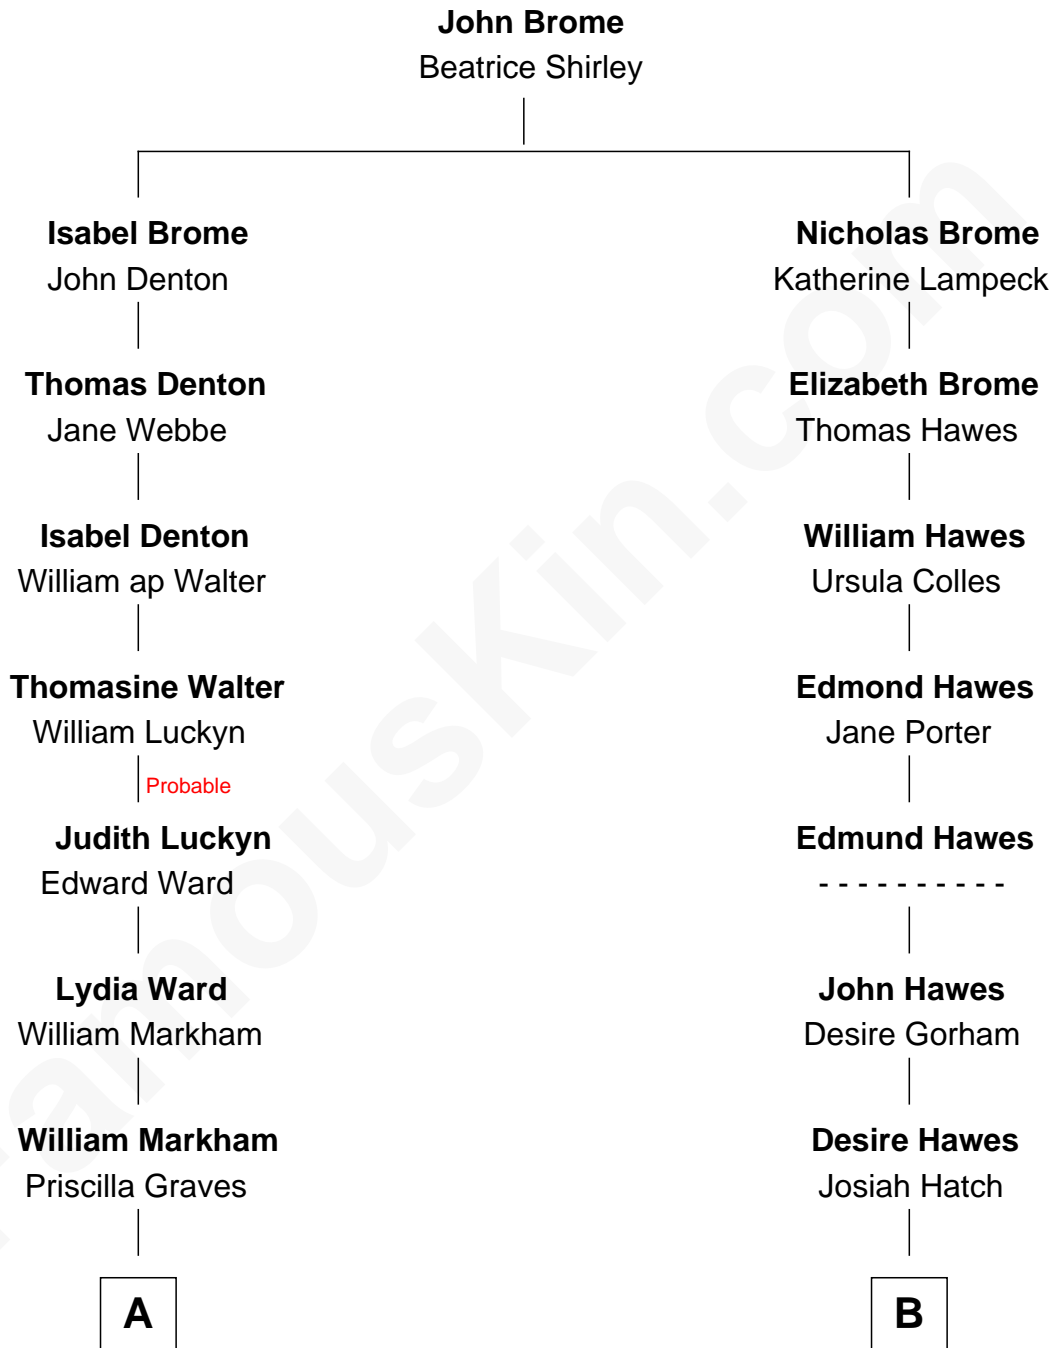 John Brome
Beatrice Shirley
Isabel Brome
John Denton
Nicholas Brome
Katherine Lampeck
Thomas Denton
Jane Webbe
Elizabeth Brome
Thomas Hawes
Isabel Denton
William ap Walter
William Hawes
Ursula Colles
Thomasine Walter
William Luckyn
Edmond Hawes
Jane Porter
Probable
Judith Luckyn
Edward Ward
Edmund Hawes
- - - - - - - - - -
Lydia Ward
William Markham
John Hawes
Desire Gorham
William Markham
Priscilla Graves
Desire Hawes
Josiah Hatch
A
B
FamousKin.com